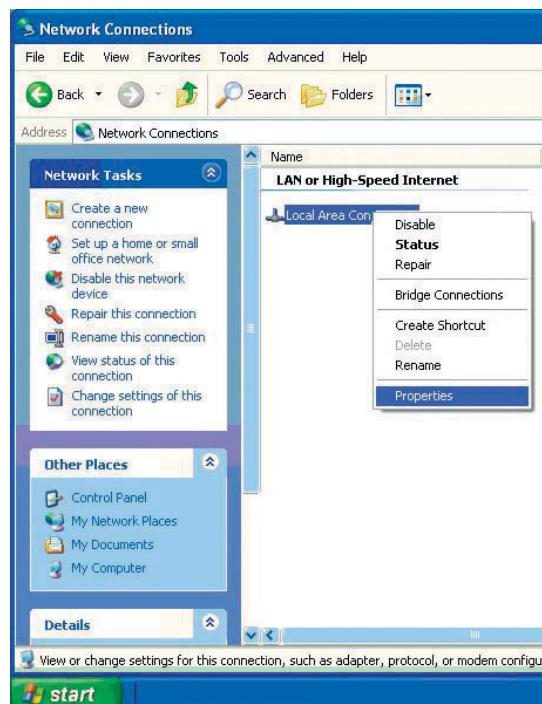 Network Connections
File Edit View Favorites Tools Advanced Help
Back Search Folders
Address Network Connections
Network Tasks
Create a new
connection
Set up a home or small
office network
Disable this network
device
Repair this connection
Rename this connection
View status of this
connection
Change settings of this
connection
Other Places
Control Panel
My Network Places
My Documents
My Computer
Details
Name
LAN or High-Speed Internet
Local Area Con
Disable
Status
Repair
Bridge Connections
Create Shortcut
Delete
Rename
Properties
View or change settings for this connection, such as adapter, protocol, or modem configu
start